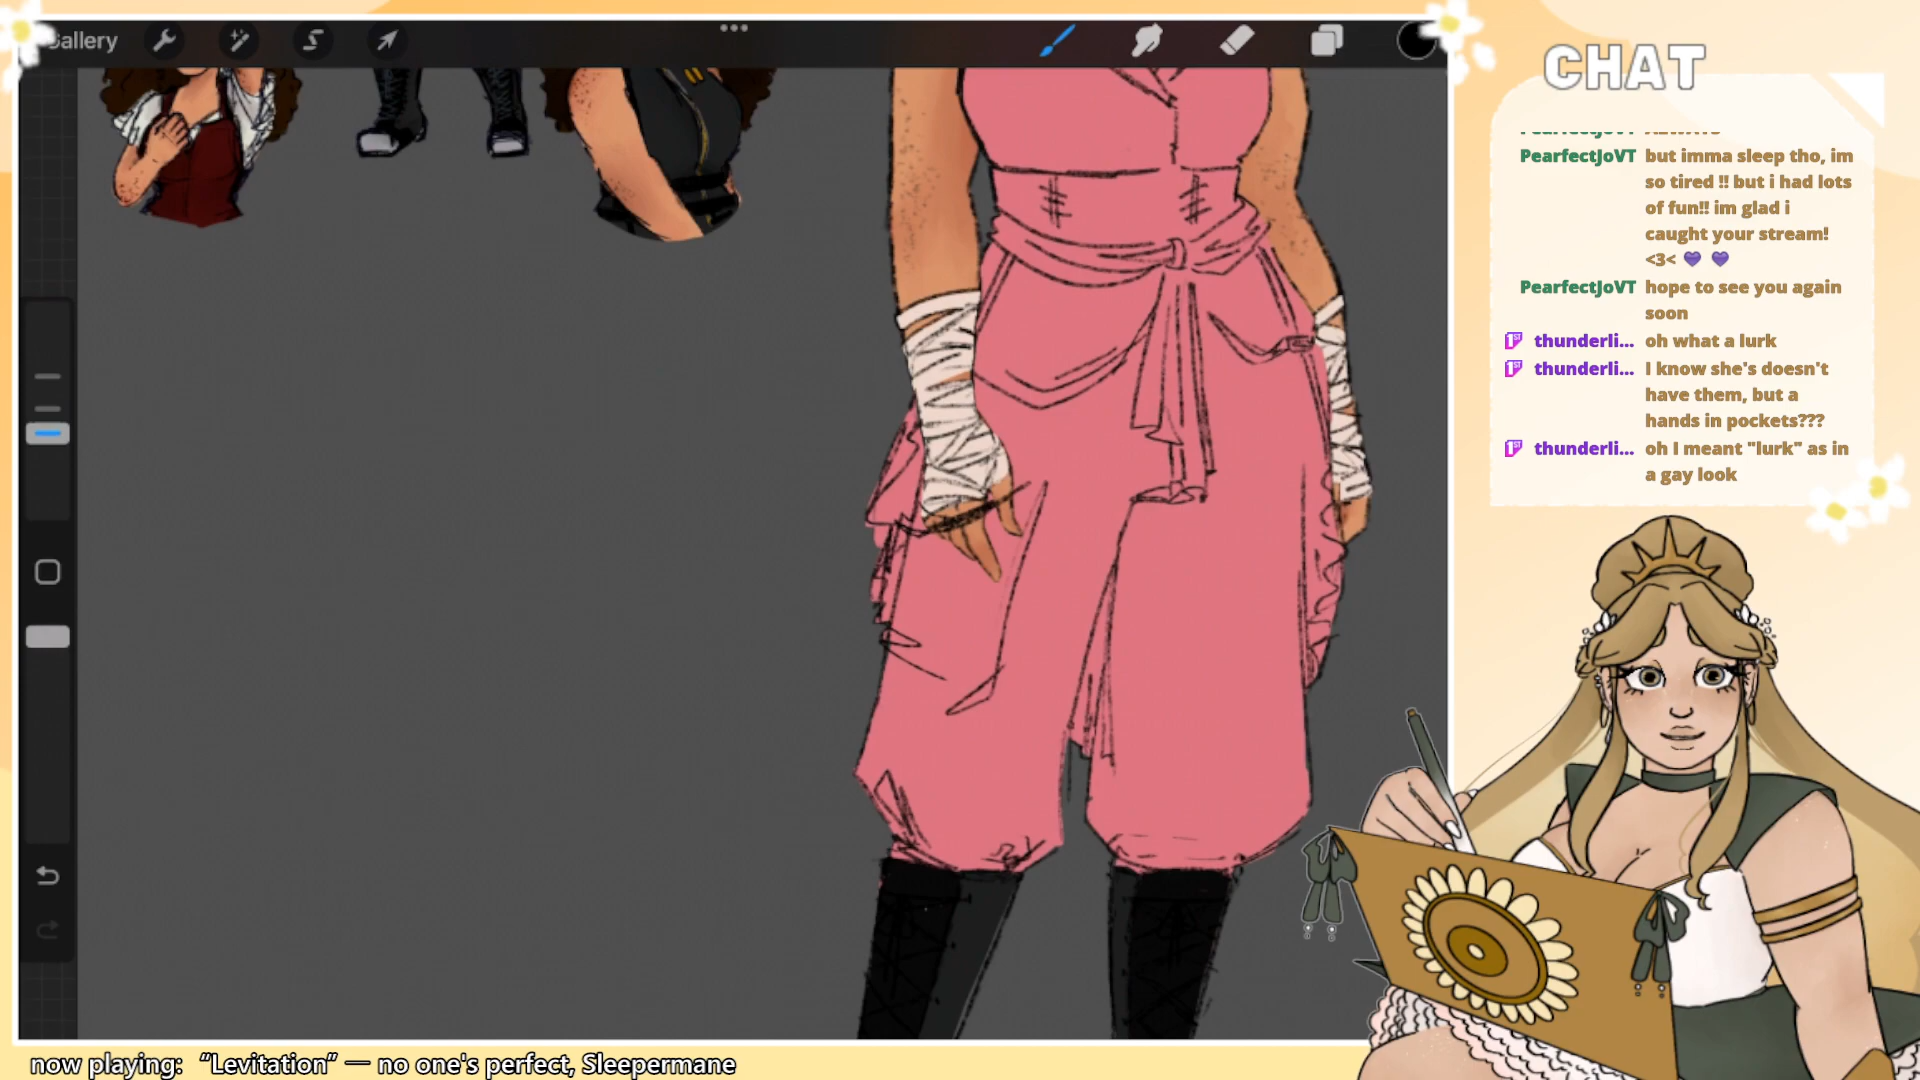 Gallery
CHAT
PearfectJoVT but imma sleep tho, im
so tired !! but i had lots
of fun!! im glad i
caught your stream!
<3< 💜 💜
PearfectJoVT hope to see you again
soon
thunderli... oh what a lurk
thunderli... I know she's doesn't
have them, but a
hands in pockets???
thunderli... oh I meant "lurk" as in
a gay look
now playing: “Levitation” — no one's perfect, Sleepermane